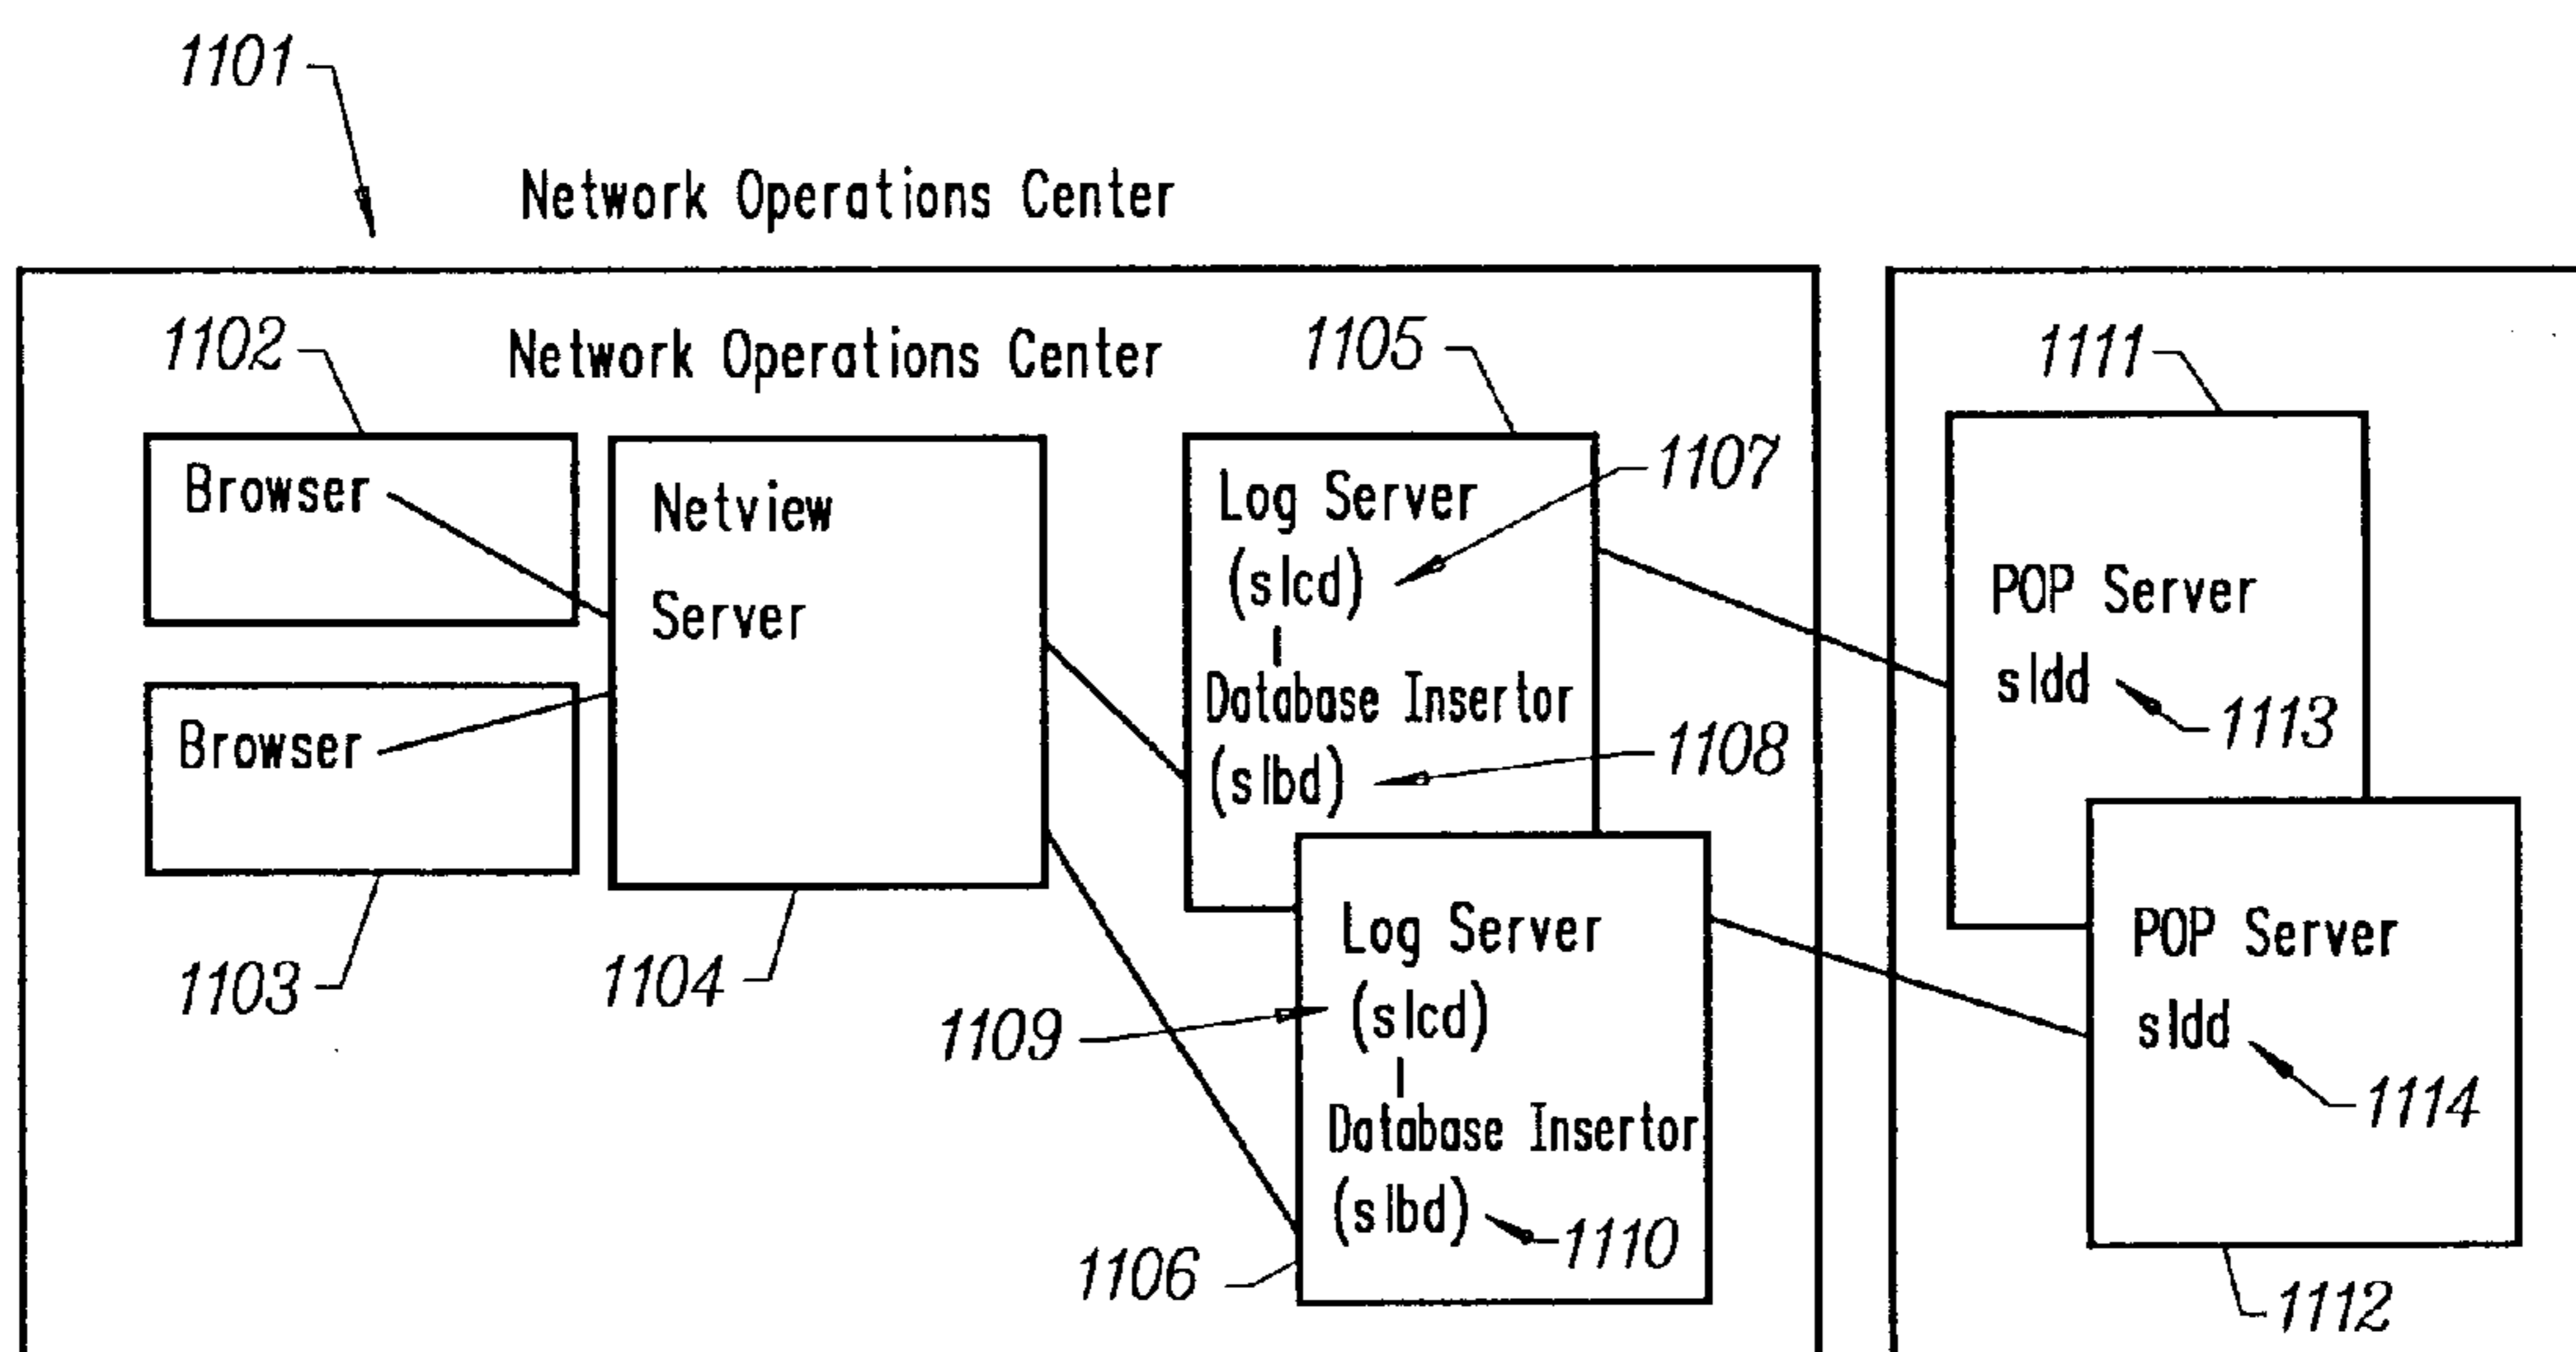 1101
Network Operations Center
1102
Network Operations Center
1105
1111
Browser
Netview
Server
Browser
1103
1104
Log Server
(slcd)
1107
Database Insertor
(slbd)
1108
Log Server
(slcd)
1109
Database Insertor
(slbd)
1110
1106
POP Server
sldd
1113
POP Server
sldd
1114
1112